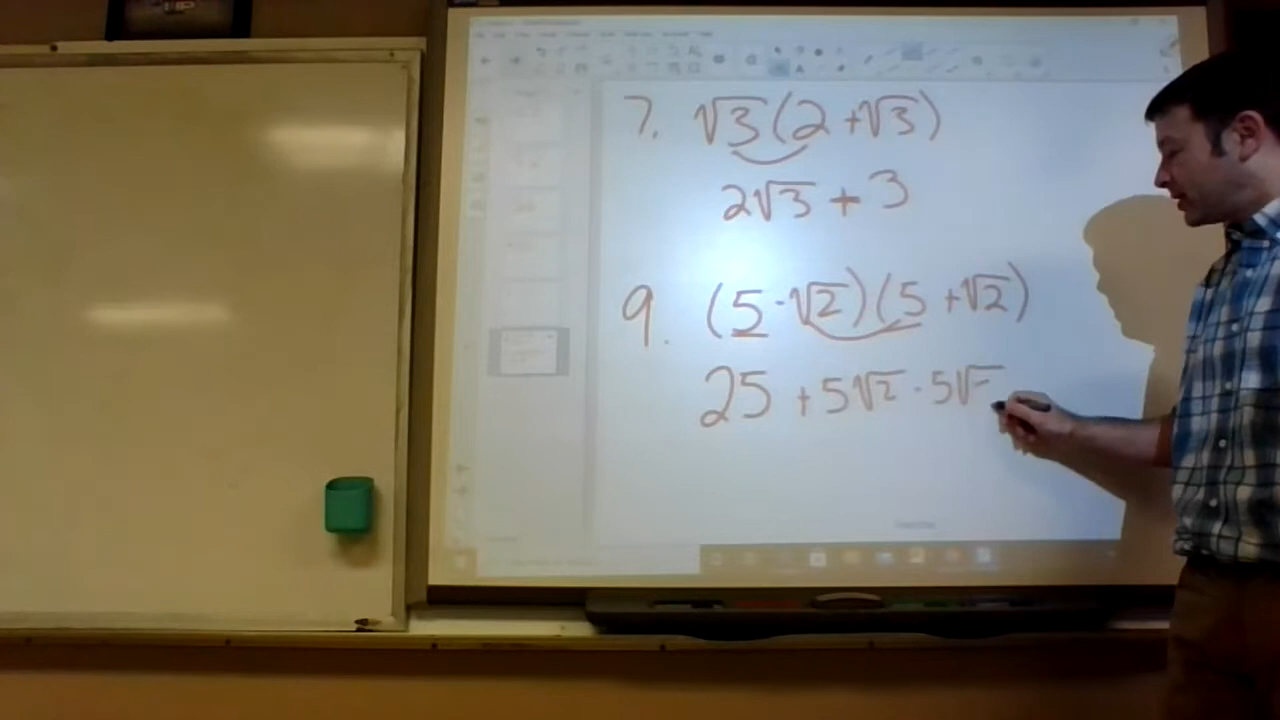 7. √3(2+√3)
2√3+3
9. (5-√2)(5+√2)
25 +5√2 - 5√